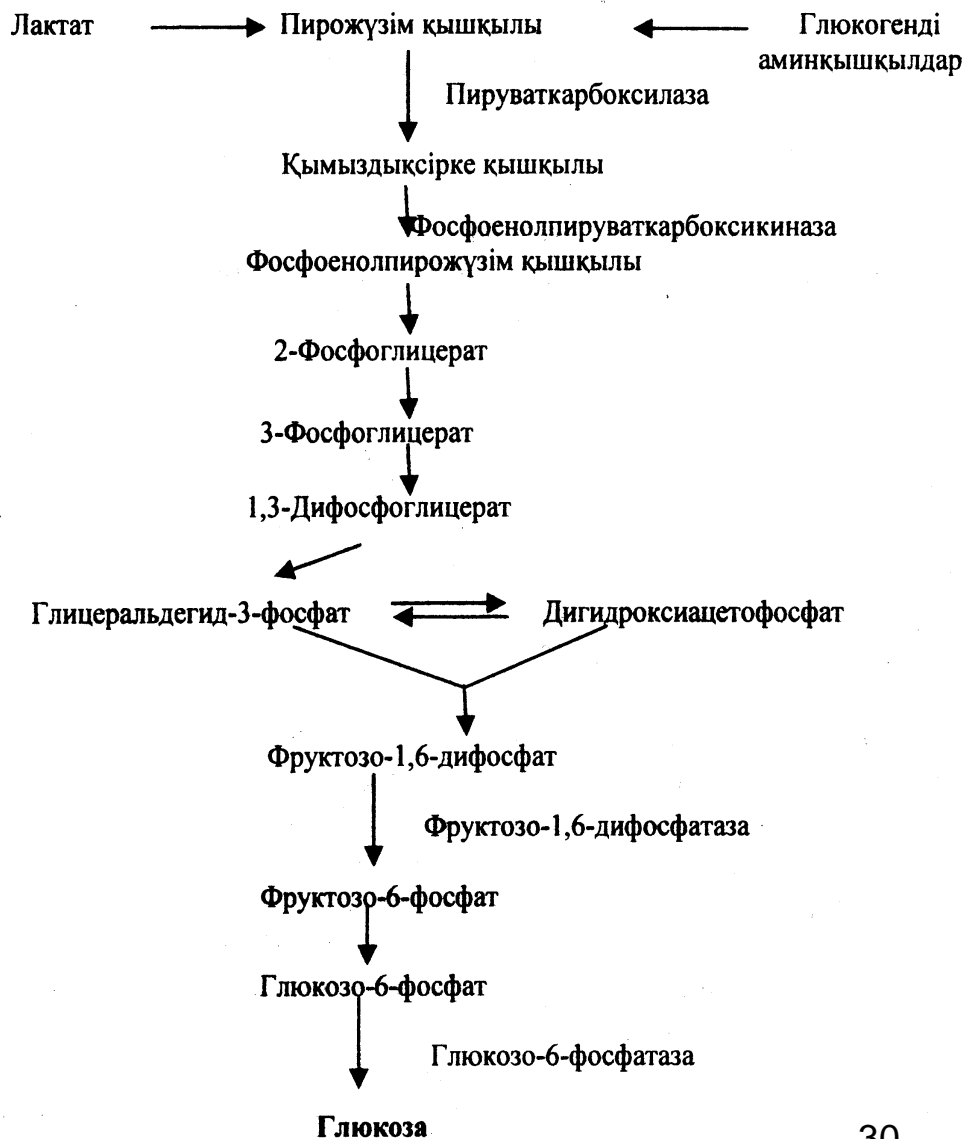 Лактат Пирожүзім қышқылы Глюкогенді
аминқышқылдар
Пируваткарбоксилаза
Қымыздықсірке қышқылы
Фосфоенолпируваткарбоксикиназа
Фосфоенолпирожүзім қышқылы
2-Фосфоглицерат
3-Фосфоглицерат
1,3-Дифосфоглицерат
Глицеральдегид-3-фосфат Дигидроксиацетофосфат
Фруктозо-1,6-дифосфат
Фруктозо-1,6-дифосфатаза
Фруктозо-6-фосфат
Глюкозо-6-фосфат
Глюкозо-6-фосфатаза
Глюкоза
30